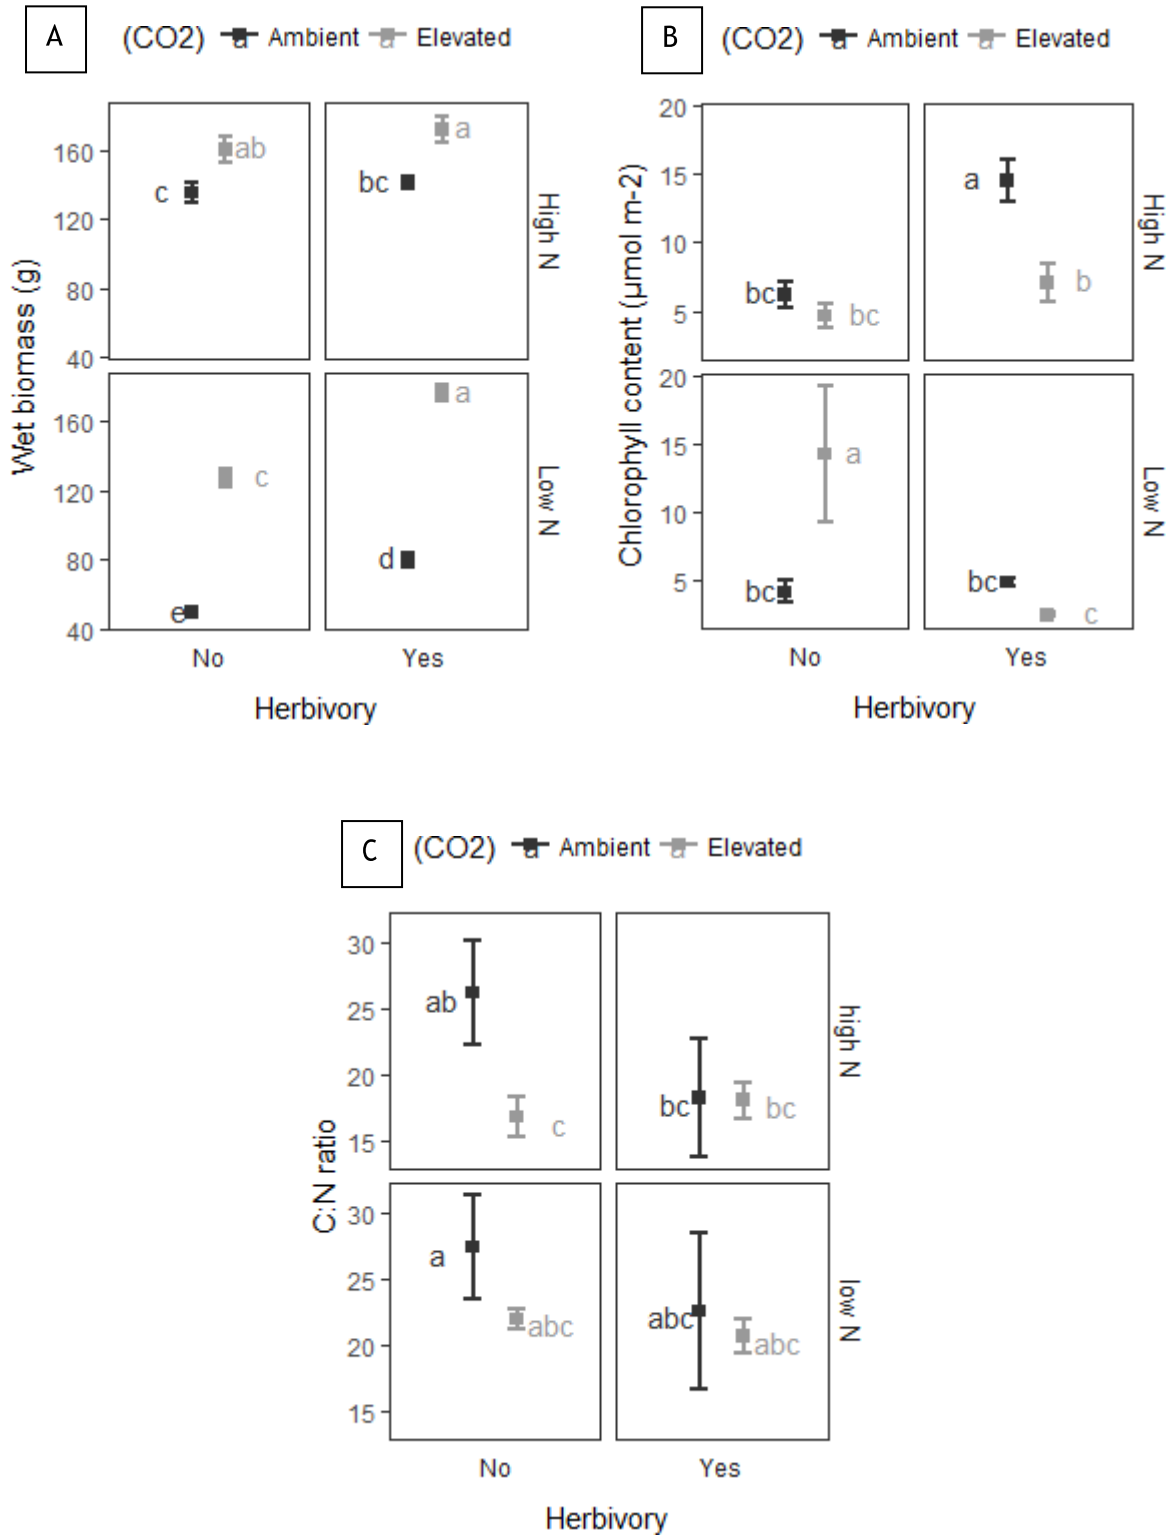 A
(CO2) a Ambient a Elevated
160
120
80
40
c
ab
bc
a
High N
160
120
80
40
e
c
d
a
Low N
Wet biomass (g)
No
Yes
Herbivory
B
(CO2) a Ambient a Elevated
20
15
10
5
bc
bc
a
b
High N
20
15
10
5
bc
a
bc
c
Low N
Chlorophyll content (µmol m-2)
No
Yes
Herbivory
C
(CO2) a Ambient a Elevated
30
25
20
15
ab
c
bc
bc
high N
30
25
20
15
a
abc
abc
abc
low N
C:N ratio
No
Yes
Herbivory